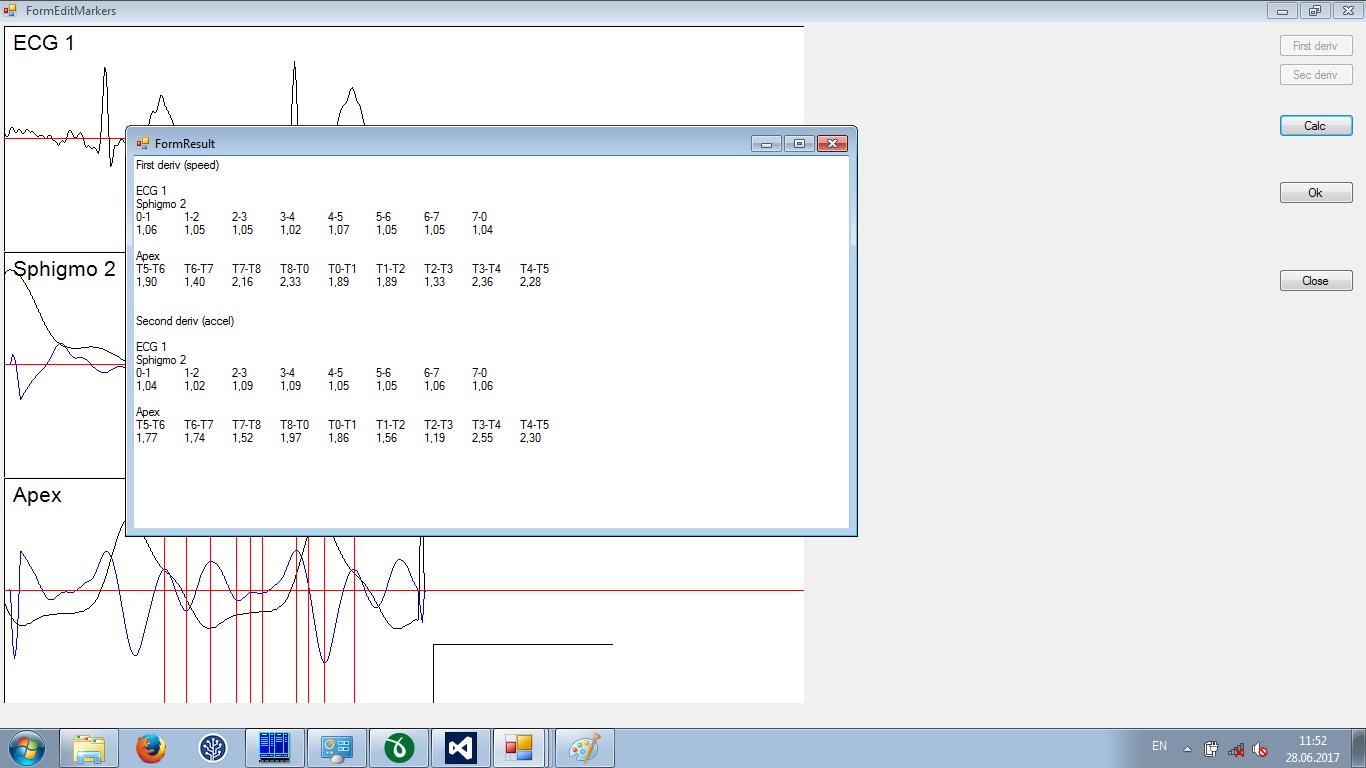 FormEditMarkers
ECG 1
First deriv
Sec deriv
Calc
Ok
Close
FormResult
First deriv (speed)
ECG 1
Sphigmo 2
0-1 1-2 2-3 3-4 4-5 5-6 6-7 7-0
1,06 1,05 1,05 1,02 1,07 1,05 1,05 1,04
Apex
T5-T6 T6-T7 T7-T8 T8-T0 T0-T1 T1-T2 T2-T3 T3-T4 T4-T5
1,90 1,40 2,16 2,33 1,89 1,89 1,33 2,36 2,28
Second deriv (accel)
ECG 1
Sphigmo 2
0-1 1-2 2-3 3-4 4-5 5-6 6-7 7-0
1,04 1,02 1,09 1,09 1,05 1,05 1,06 1,06
Apex
T5-T6 T6-T7 T7-T8 T8-T0 T0-T1 T1-T2 T2-T3 T3-T4 T4-T5
1,77 1,74 1,52 1,97 1,86 1,56 1,19 2,55 2,30
Sphigmo 2
Apex
EN
11:52
28.06.2017